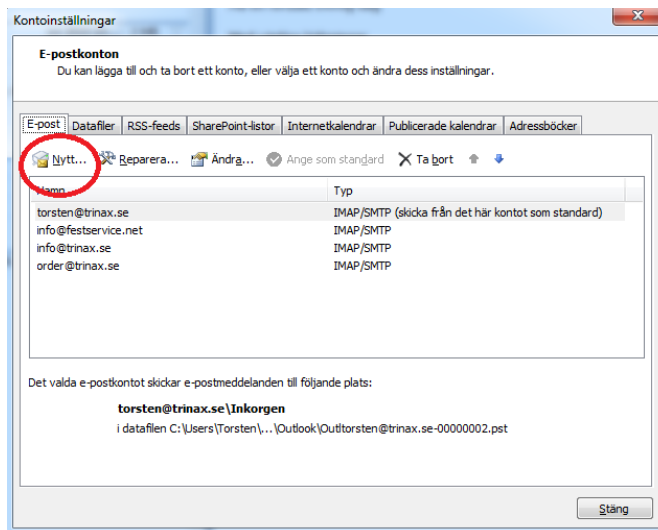 Kontoinställningar
E-postkonton
Du kan lägga till och ta bort ett konto, eller välja ett konto och ändra dess inställningar.
E-post Datafiler RSS-feeds SharePoint-listor Internetkalendrar Publicerade kalendrar Adressböcker
Nytt... Reparera... Ändra... Ange som standard Ta bort
Namn Typ
torsten@trinax.se IMAP/SMTP (skicka från det här kontot som standard)
info@festservice.net IMAP/SMTP
info@trinax.se IMAP/SMTP
order@trinax.se IMAP/SMTP
Det valda e-postkontot skickar e-postmeddelanden till följande plats:
torsten@trinax.se\Inkorgen
i datafilen C:\Users\Torsten\...\Outlook\Outltorsten@trinax.se-00000002.pst
Stäng